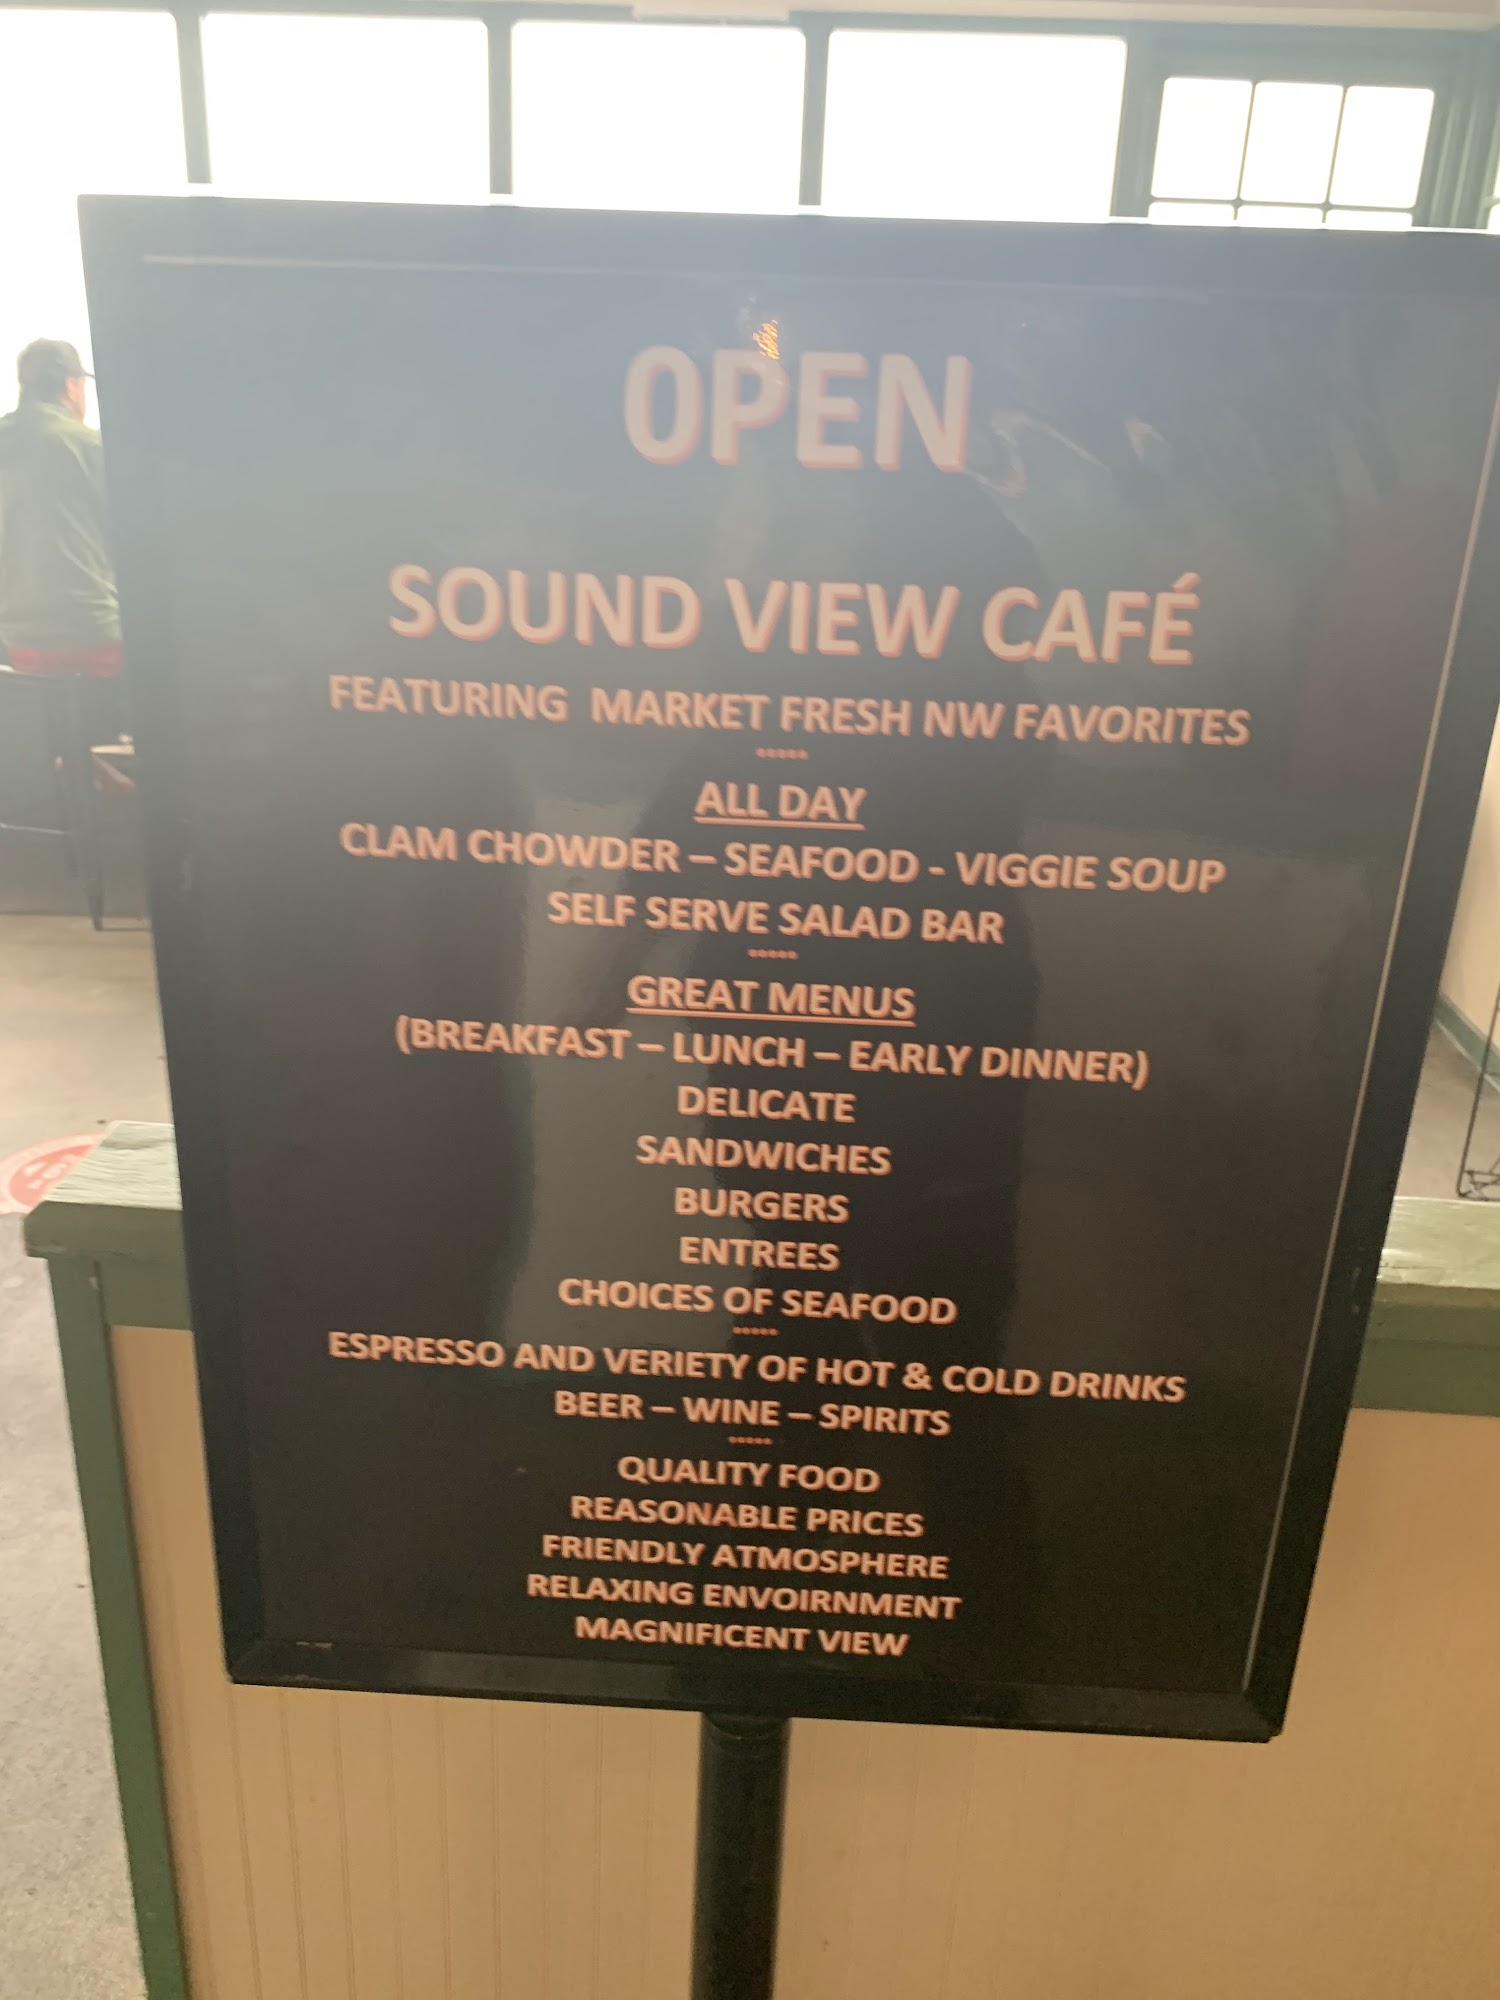 0PEN
SOUND VIEW CAFÉ
FEATURING MARKET FRESH NW FAVORITES
*****
ALL DAY
CLAM CHOWDER – SEAFOOD - VIGGIE SOUP
SELF SERVE SALAD BAR
*****
GREAT MENUS
(BREAKFAST – LUNCH – EARLY DINNER)
DELICATE
SANDWICHES
BURGERS
ENTREES
CHOICES OF SEAFOOD
*****
ESPRESSO AND VERIETY OF HOT & COLD DRINKS
BEER – WINE – SPIRITS
*****
QUALITY FOOD
REASONABLE PRICES
FRIENDLY ATMOSPHERE
RELAXING ENVOIRNMENT
MAGNIFICENT VIEW